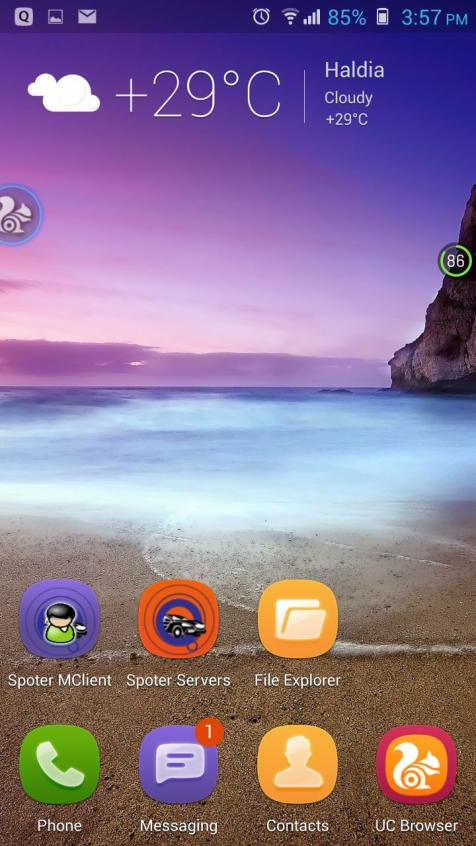 Q 85% 3:57 PM
+29°C
Haldia
Cloudy
+29°C
86
Spoter MClient Spoter Servers File Explorer
1
Phone Messaging Contacts UC Browser